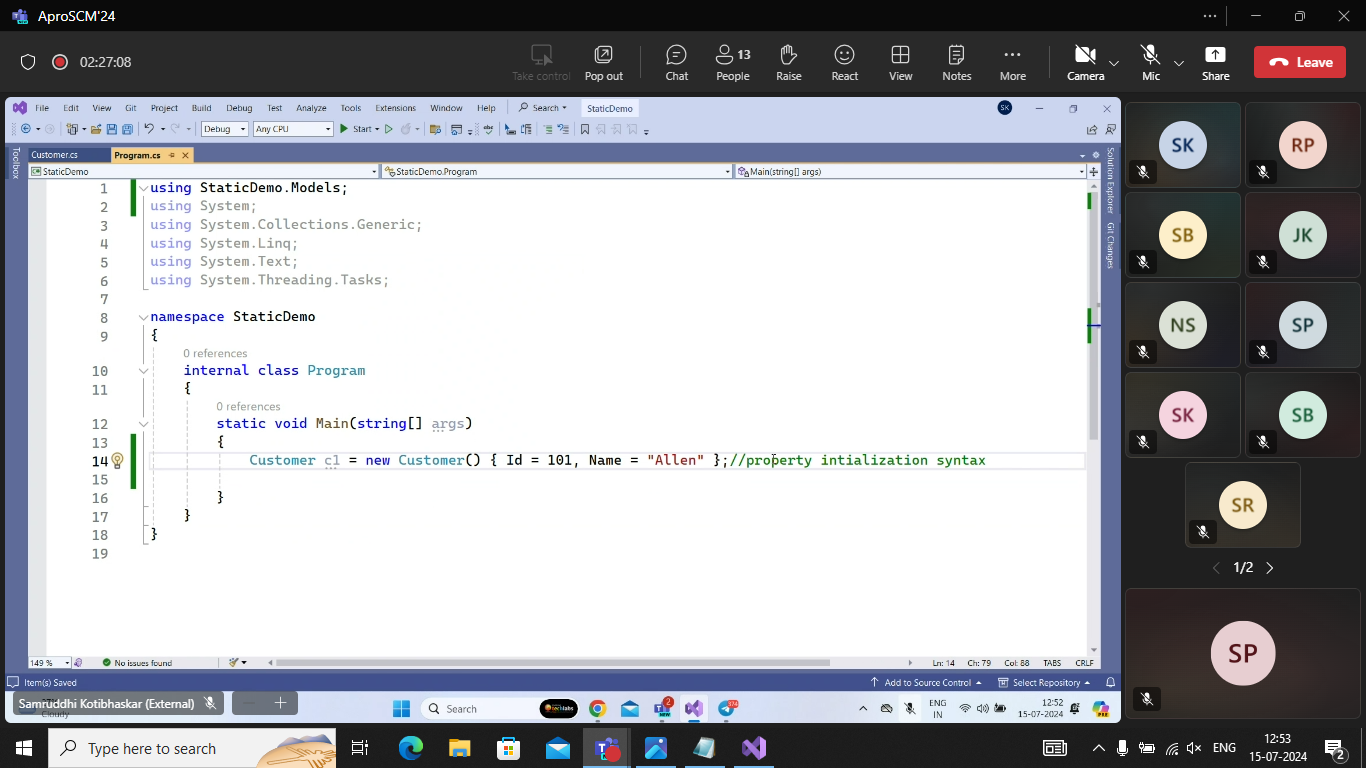 AproSCM'24
02:27:08
Take control
Pop out
Chat
13
People
Raise
React
View
Notes
More
Camera
Mic
Share
Leave
File Edit View Git Project Build Debug Test Analyze Tools Extensions Window Help Search StaticDemo SK
Debug Any CPU Start
Toolbox
Customer.cs Program.cs
StaticDemo StaticDemo.Program Main(string[] args)
Solution Explorer Git Changes
1 using StaticDemo.Models;
2 using System;
3 using System.Collections.Generic;
4 using System.Linq;
5 using System.Text;
6 using System.Threading.Tasks;
7
8 namespace StaticDemo
9 {
0 references
10 internal class Program
11 {
0 references
12 static void Main(string[] args)
13 {
14 Customer c1 = new Customer() { Id = 101, Name = "Allen" };//property intialization syntax
15
16 }
17 }
18 }
19
149 % No issues found Ln: 14 Ch: 79 Col: 88 TABS CRLF
Item(s) Saved Add to Source Control Select Repository
Samruddhi Kotibhaskar (External)
Cloudy
Search
techlabs
2
374
ENG
IN
12:52
15-07-2024
SK
RP
SB
JK
NS
SP
SK
SB
SR
1/2
SP
Type here to search
ENG
12:53
15-07-2024
2